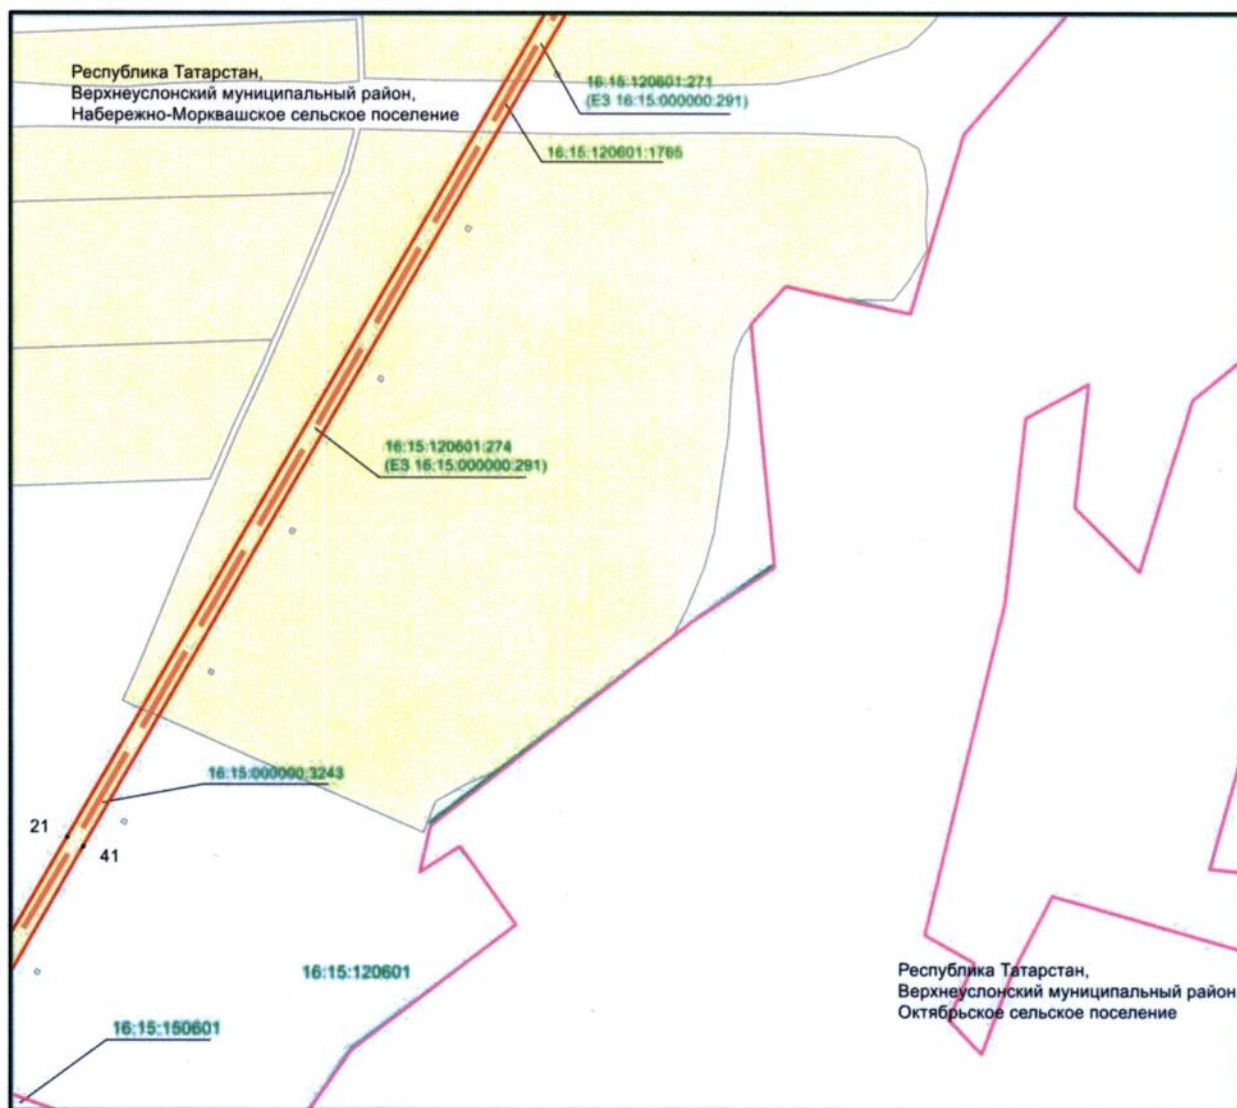 Республика Татарстан,
Верхнеуслонский муниципальный район,
Набережно-Морквашское сельское поселение
16:15:120601:271
(ЕЗ 16:15:000000:291)
16:15:120601:1765
16:15:120601:274
(ЕЗ 16:15:000000:291)
16:15:000000:3243
21
41
16:15:120601
16:15:150601
Республика Татарстан,
Верхнеуслонский муниципальный район
Октябрьское сельское поселение